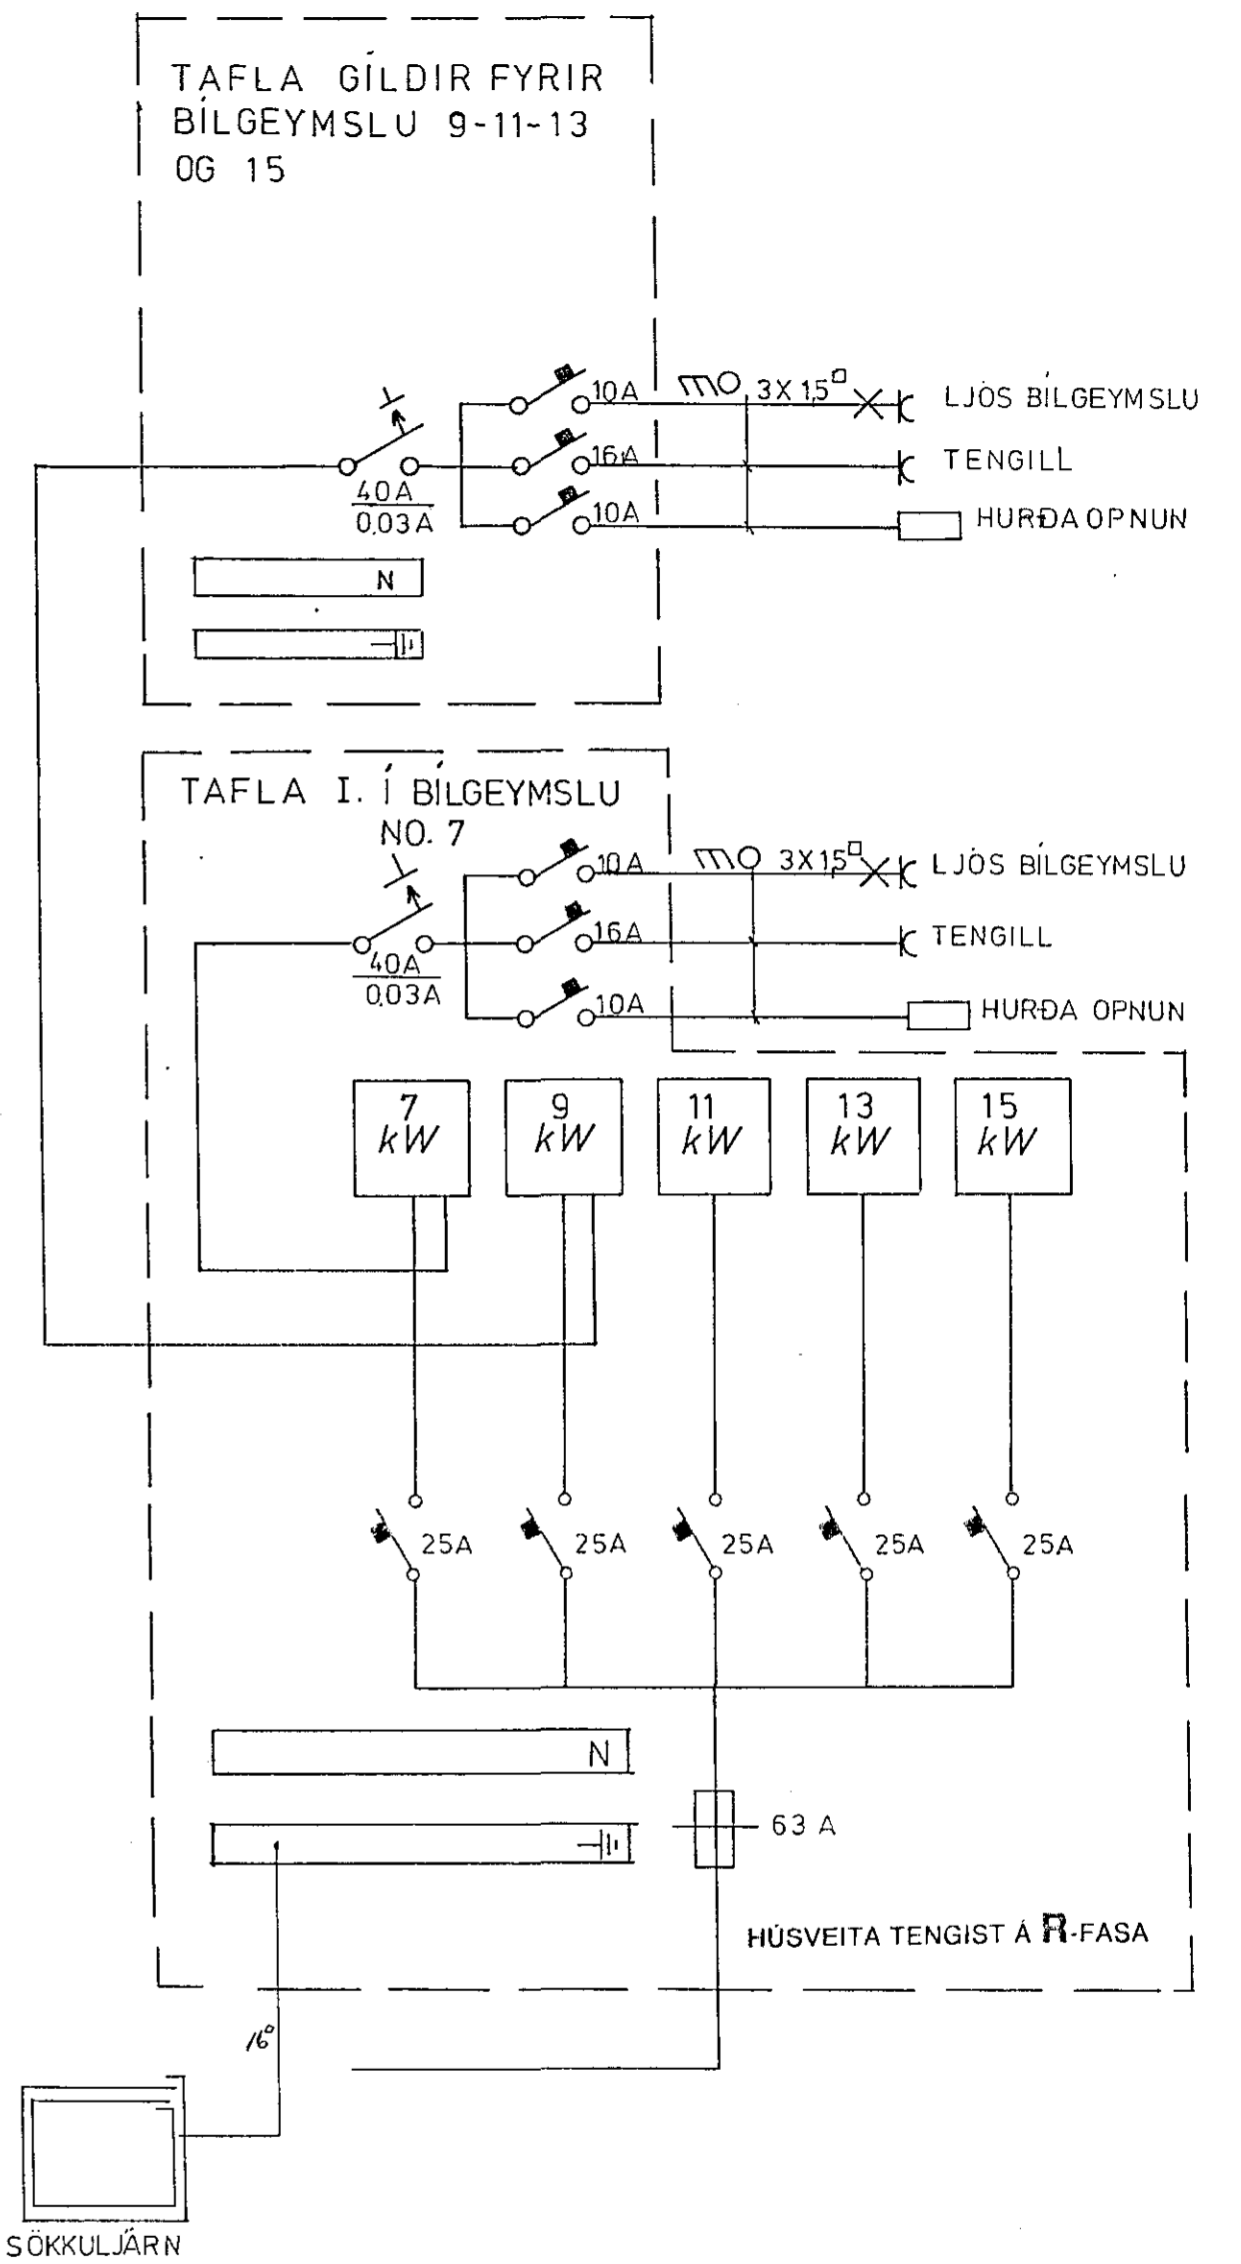 TAFLA GÍLDIR FYRIR
BÍLGEYMSLU 9-11-13
OG 15
10A
3X1,5□
LJÓS BÍLGEYMSLU
16A
TENGILL
40A
0,03A
10A
HURÐAOPNUN
N
TAFLA I. Í BÍLGEYMSLU
NO. 7
10A
3X1,5□
LJÓS BÍLGEYMSLU
16A
TENGILL
40A
0,03A
10A
HURÐA OPNUN
7
kW
9
kW
11
kW
13
kW
15
kW
25A
25A
25A
25A
25A
N
63 A
HÚSVEITA TENGIST Á R-FASA
16□
SÖKKULJÁRN